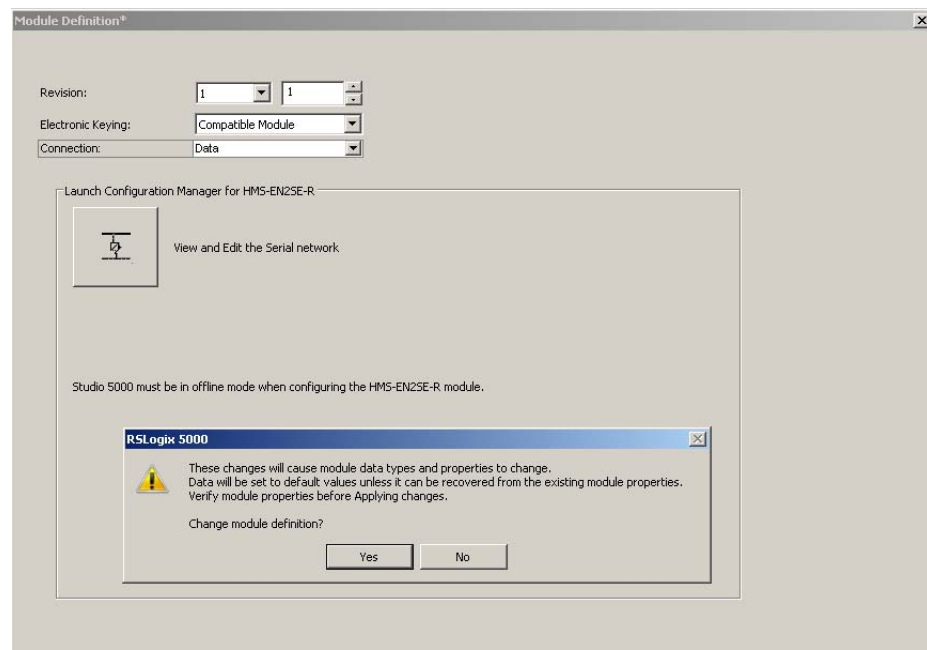 Module Definition*
Revision: 1 1
Electronic Keying: Compatible Module
Connection: Data
Launch Configuration Manager for HMS-EN2SE-R
View and Edit the Serial network
Studio 5000 must be in offline mode when configuring the HMS-EN2SE-R module.
RSLogix 5000
These changes will cause module data types and properties to change.
Data will be set to default values unless it can be recovered from the existing module properties.
Verify module properties before Applying changes.
Change module definition?
Yes No